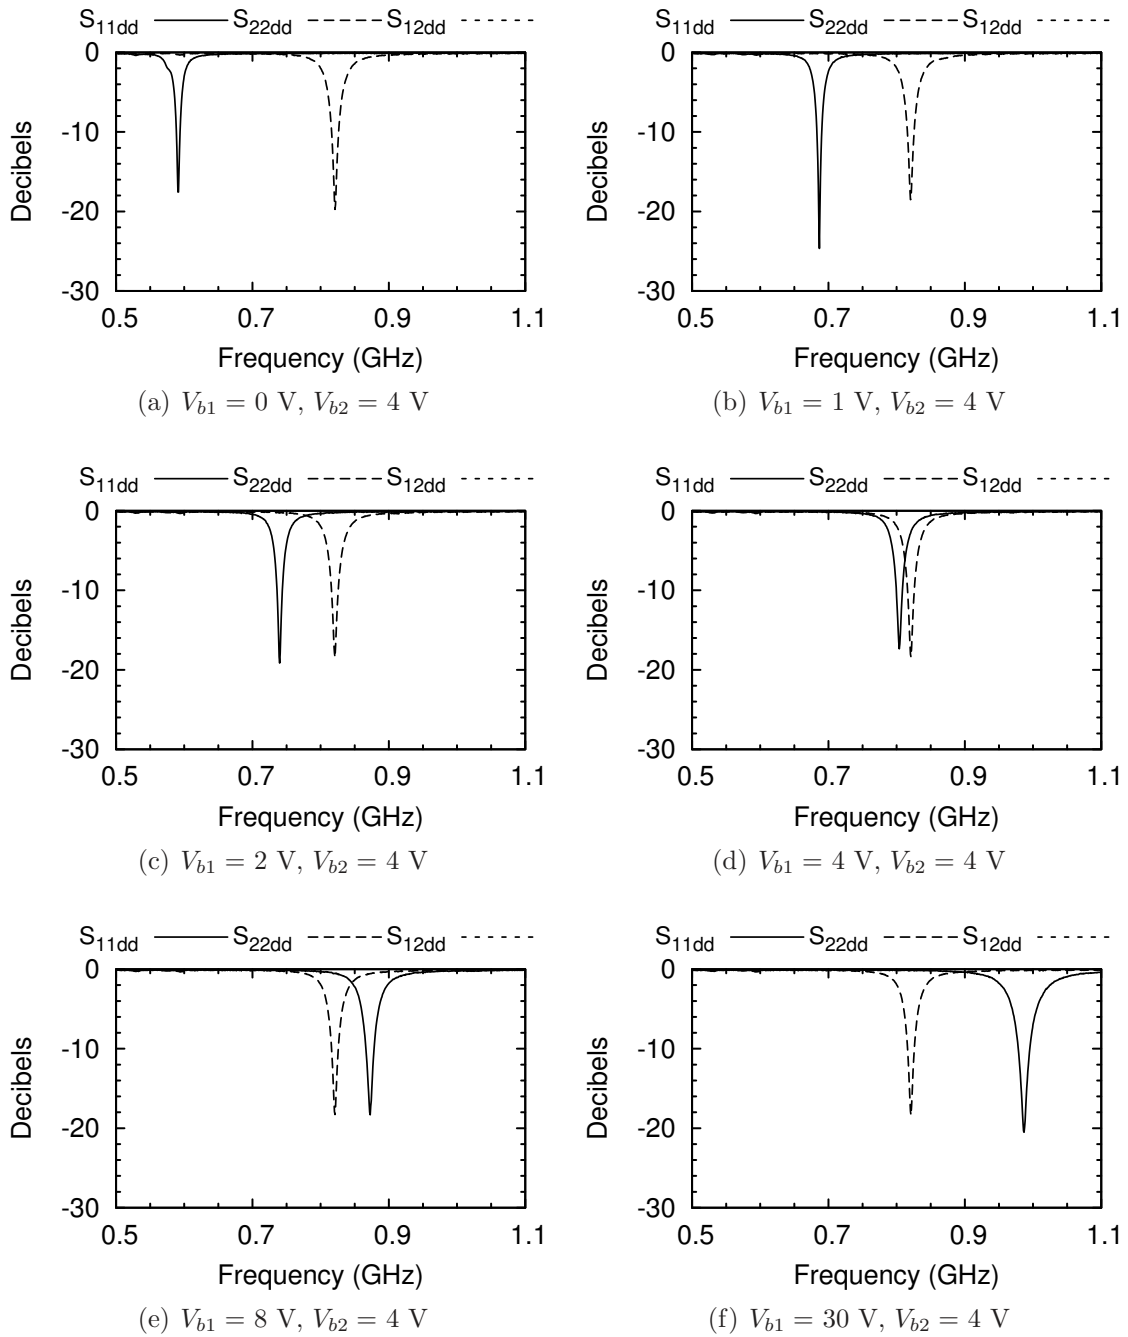 S11dd S22dd S12dd
0
-10
-20
-30
Decibels
0.5 0.7 0.9 1.1
Frequency (GHz)
(a) Vb1 = 0 V, Vb2 = 4 V
S11dd S22dd S12dd
0
-10
-20
-30
Decibels
0.5 0.7 0.9 1.1
Frequency (GHz)
(b) Vb1 = 1 V, Vb2 = 4 V
S11dd S22dd S12dd
0
-10
-20
-30
Decibels
0.5 0.7 0.9 1.1
Frequency (GHz)
(c) Vb1 = 2 V, Vb2 = 4 V
S11dd S22dd S12dd
0
-10
-20
-30
Decibels
0.5 0.7 0.9 1.1
Frequency (GHz)
(d) Vb1 = 4 V, Vb2 = 4 V
S11dd S22dd S12dd
0
-10
-20
-30
Decibels
0.5 0.7 0.9 1.1
Frequency (GHz)
(e) Vb1 = 8 V, Vb2 = 4 V
S11dd S22dd S12dd
0
-10
-20
-30
Decibels
0.5 0.7 0.9 1.1
Frequency (GHz)
(f) Vb1 = 30 V, Vb2 = 4 V